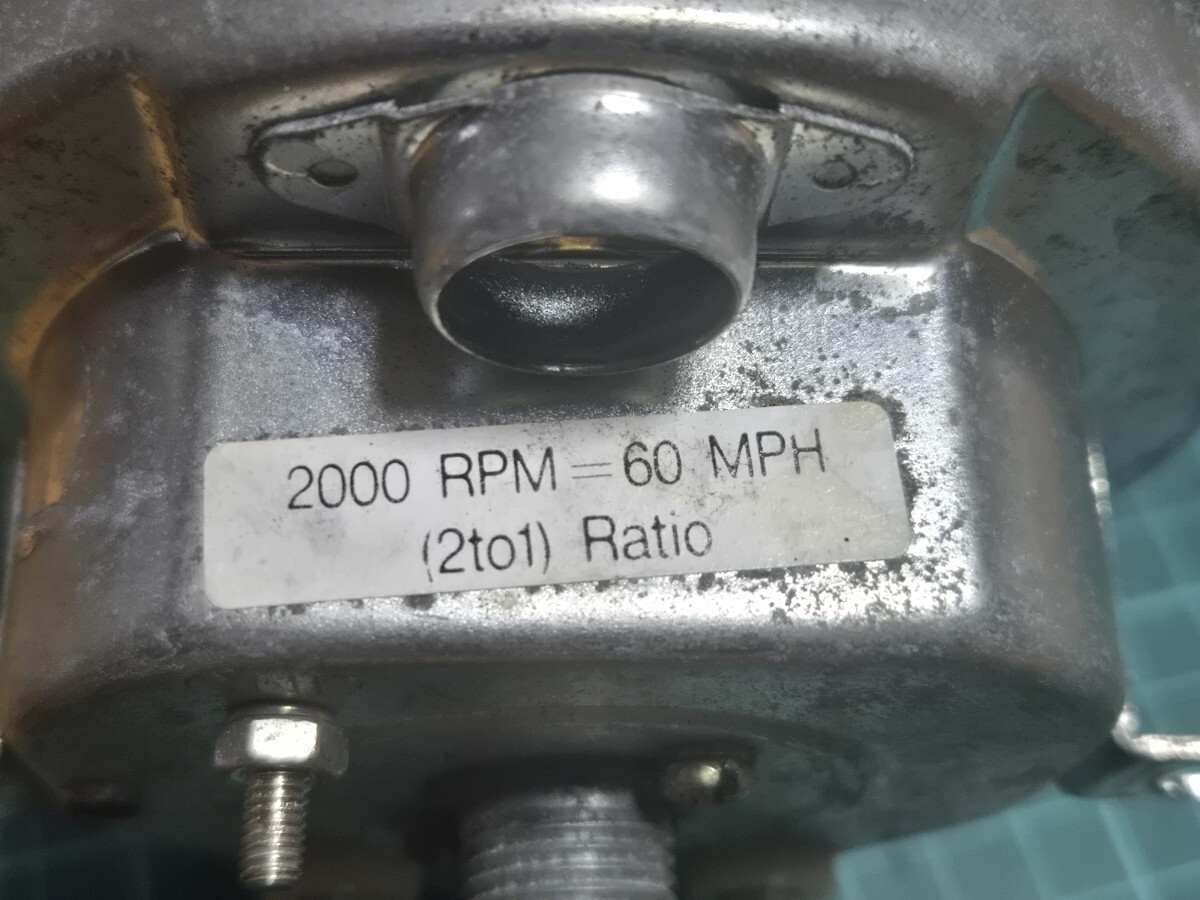 2000 RPM = 60 MPH
(2to1) Ratio